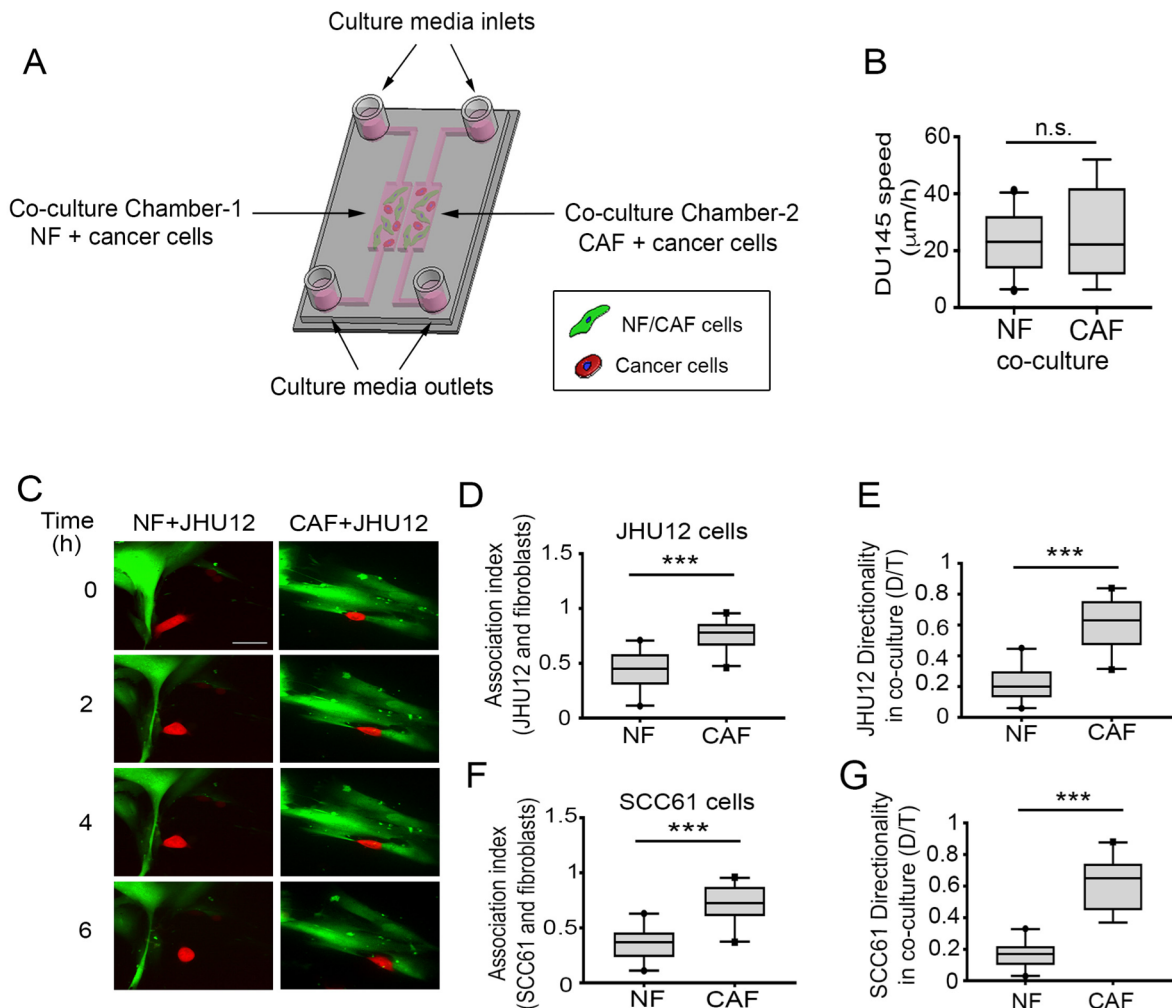 A
Culture media inlets
Co-culture Chamber-1
NF + cancer cells
Co-culture Chamber-2
CAF + cancer cells
NF/CAF cells
Cancer cells
Culture media outlets
B
n.s.
DU145 speed
(µm/h)
60
40
20
0
NF
CAF
co-culture
C
Time
(h)
NF+JHU12
CAF+JHU12
0
2
4
6
D
JHU12 cells
***
Association index
(JHU12 and fibroblasts)
1.5
1
0.5
0
NF
CAF
E
***
JHU12 Directionality
in co-culture (D/T)
1
0.8
0.6
0.4
0.2
0
NF
CAF
F
SCC61 cells
***
Association index
(SCC61 and fibroblasts)
1.5
1
0.5
0
NF
CAF
G
***
SCC61 Directionality
in co-culture (D/T)
1
0.8
0.6
0.4
0.2
0
NF
CAF